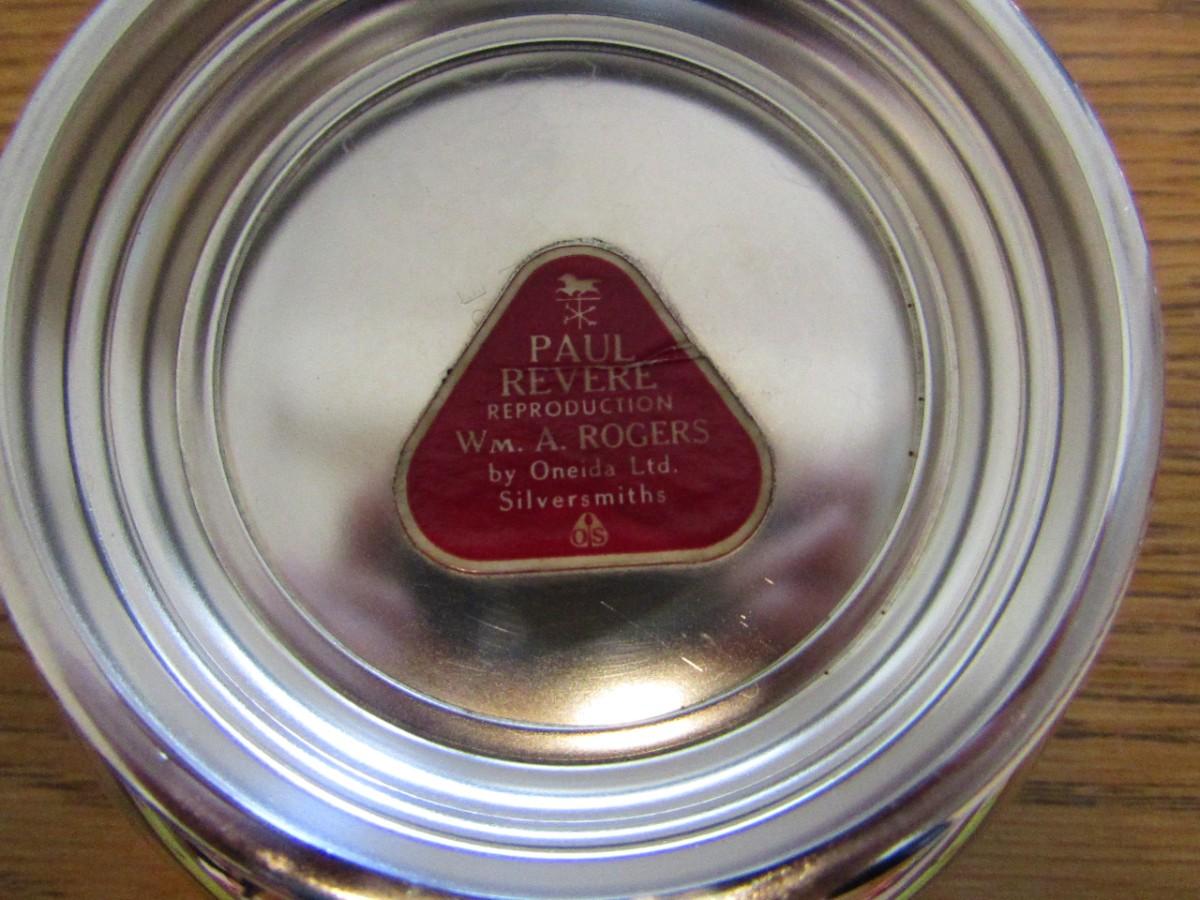 PAUL
REVERE
REPRODUCTION
WM. A. ROGERS
by Oneida Ltd.
Silversmiths
OS